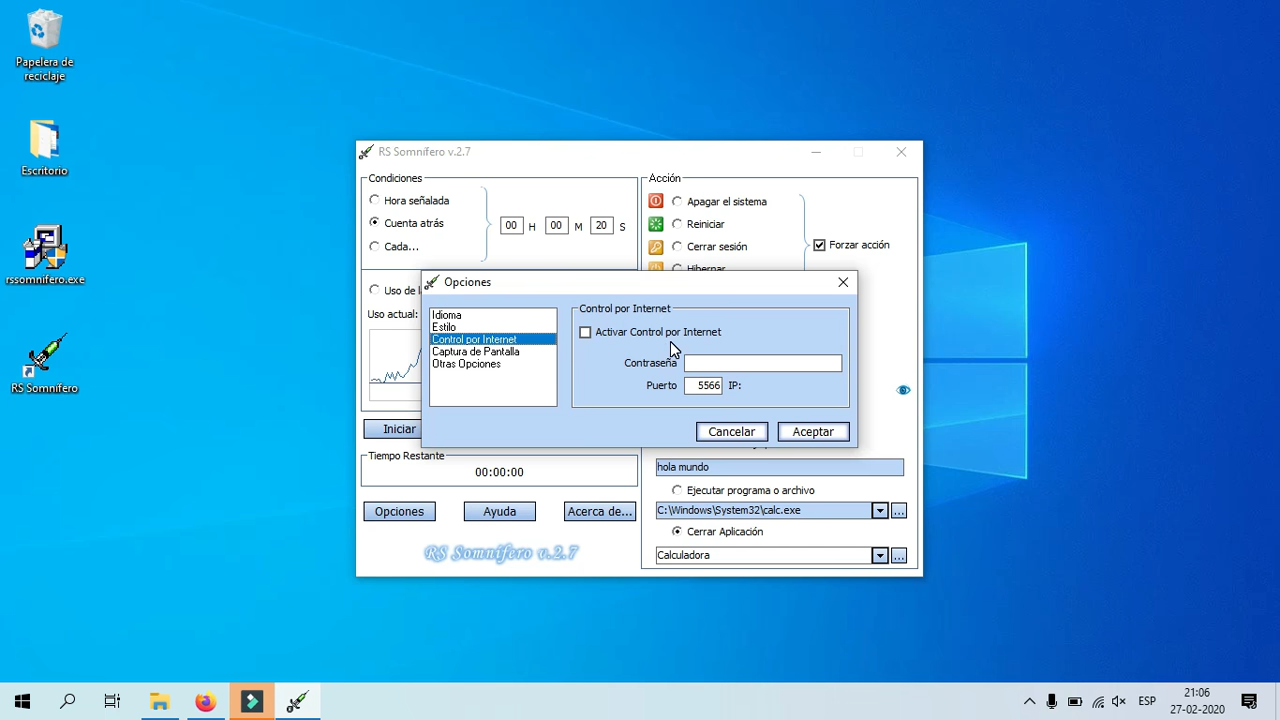 Papelera de
reciclaje
Escritorio
rssomnifero.exe
RS Somnífero
RS Somnífero v.2.7
Condiciones
Hora señalada
Cuenta atrás
00 H 00 M 20 S
Cada...
Uso actual:
Iniciar
Tiempo Restante
00:00:00
Opciones
Ayuda
Acerca de...
RS Somnífero v.2.7
Acción
Apagar el sistema
Reiniciar
Cerrar sesión
Hibernar
Forzar acción
hola mundo
Ejecutar programa o archivo
C:\Windows\System32\calc.exe
...
Cerrar Aplicación
Calculadora
...
Opciones
Idioma
Estilo
Control por Internet
Captura de Pantalla
Otras Opciones
Control por Internet
Activar Control por Internet
Contraseña
Puerto 5566 IP:
Cancelar
Aceptar
ESP
21:06
27-02-2020